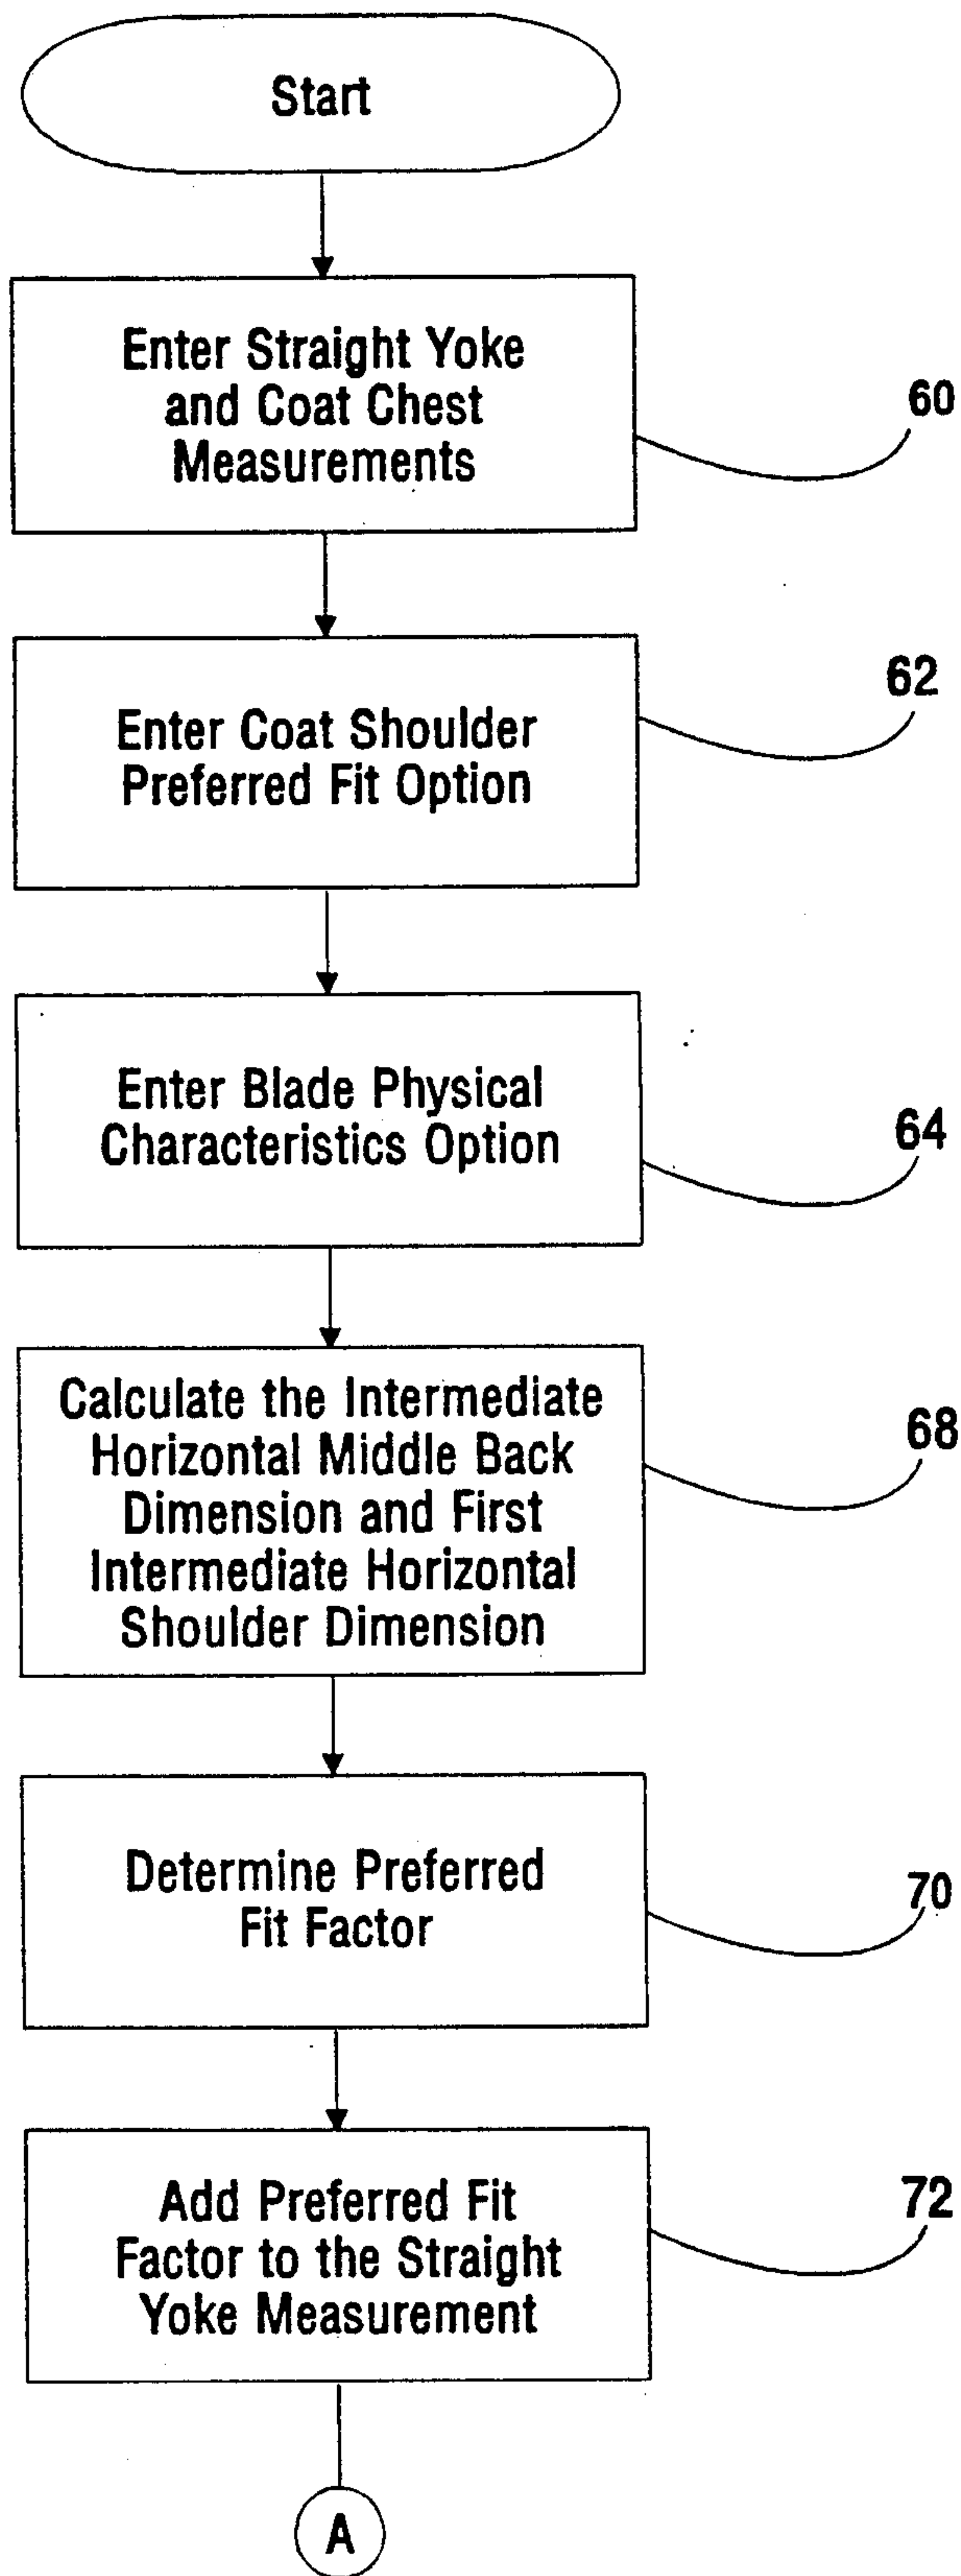 Start
Enter Straight Yoke
and Coat Chest
Measurements
60
Enter Coat Shoulder
Preferred Fit Option
62
Enter Blade Physical
Characteristics Option
64
Calculate the Intermediate
Horizontal Middle Back
Dimension and First
Intermediate Horizontal
Shoulder Dimension
68
Determine Preferred
Fit Factor
70
Add Preferred Fit
Factor to the Straight
Yoke Measurement
72
A